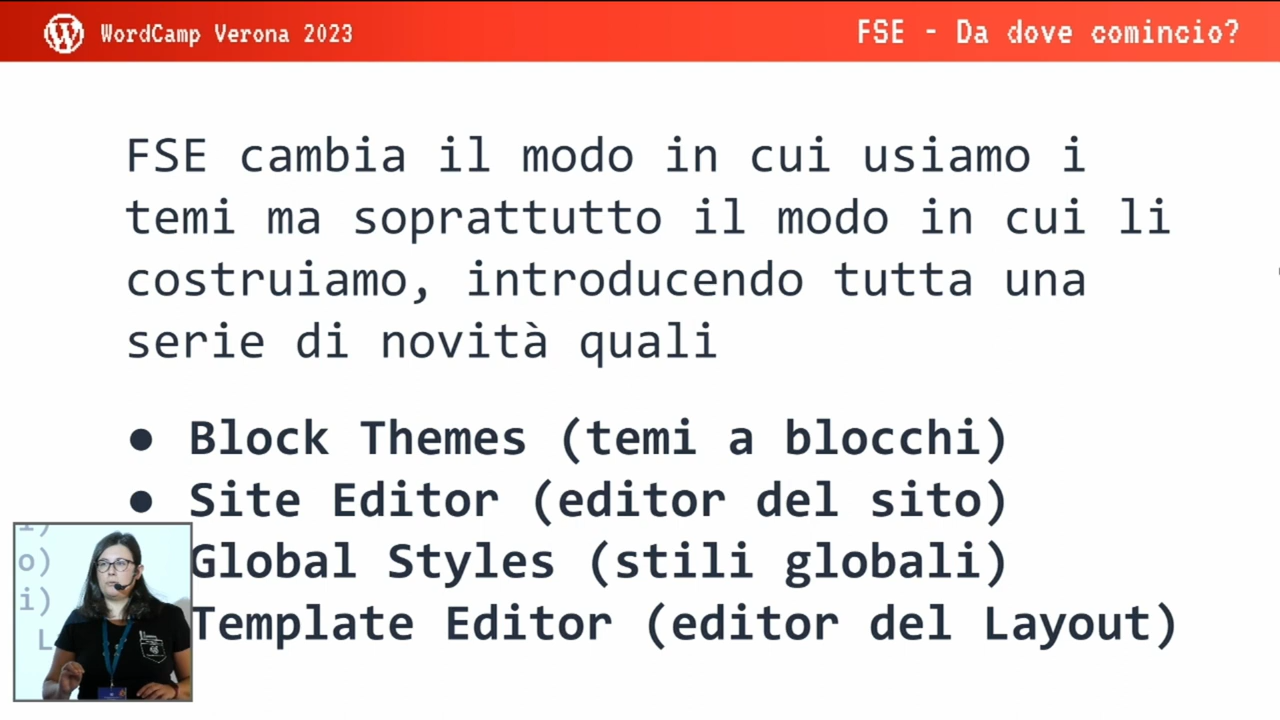 WordCamp Verona 2023
FSE - Da dove comincio?
FSE cambia il modo in cui usiamo i
temi ma soprattutto il modo in cui li
costruiamo, introducendo tutta una
serie di novità quali
● Block Themes (temi a blocchi)
● Site Editor (editor del sito)
Global Styles (stili globali)
Template Editor (editor del Layout)
o)
i)
L